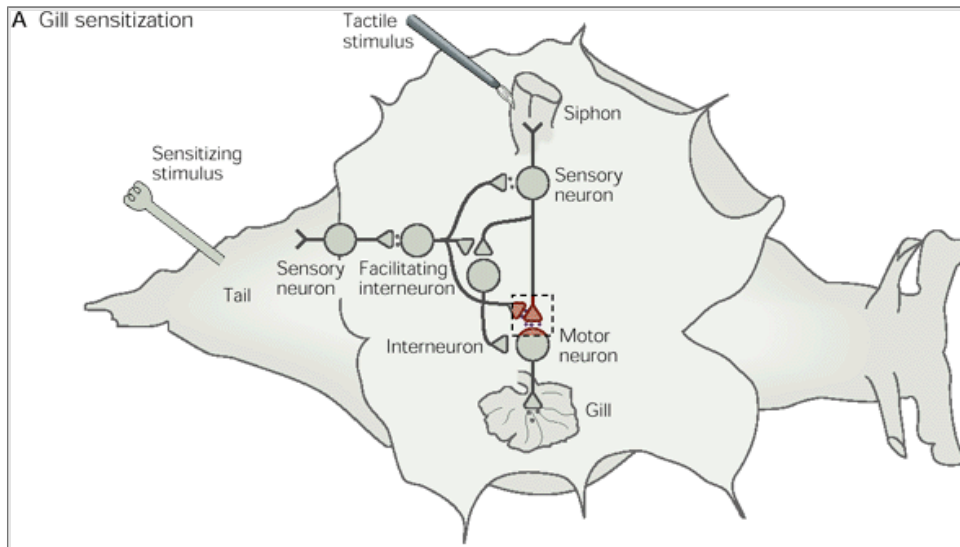 A Gill sensitization
Tactile
stimulus
Siphon
Sensitizing
stimulus
Sensory
neuron
Sensory
neuron
Facilitating
interneuron
Tail
Interneuron
Motor
neuron
Gill